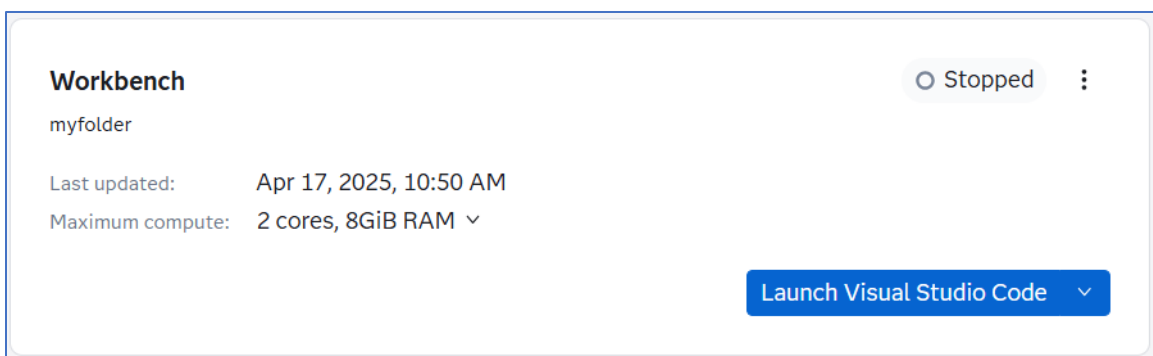 Workbench
Stopped
myfolder
Last updated: Apr 17, 2025, 10:50 AM
Maximum compute: 2 cores, 8GiB RAM
Launch Visual Studio Code